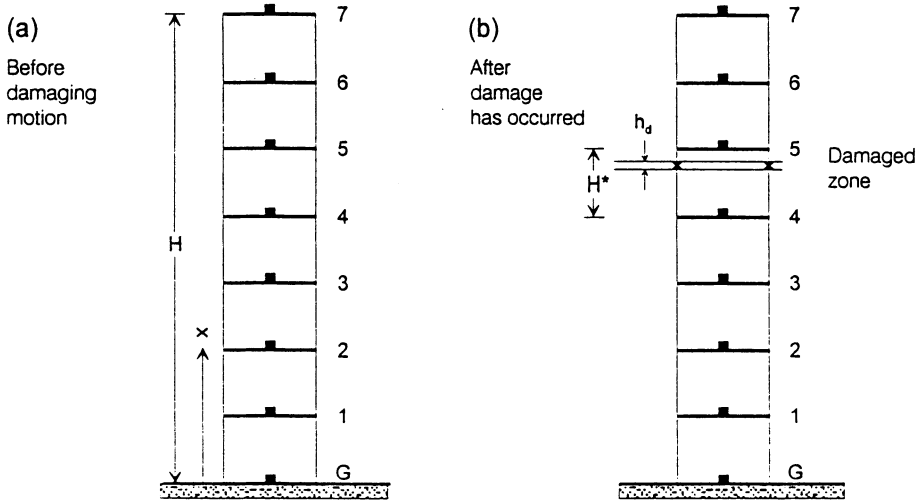 (a)
Before
damaging
motion
7
6
5
4
3
2
1
G
H
x
(b)
After
damage
has occurred
7
6
5
4
3
2
1
G
h_d
H*
Damaged
zone